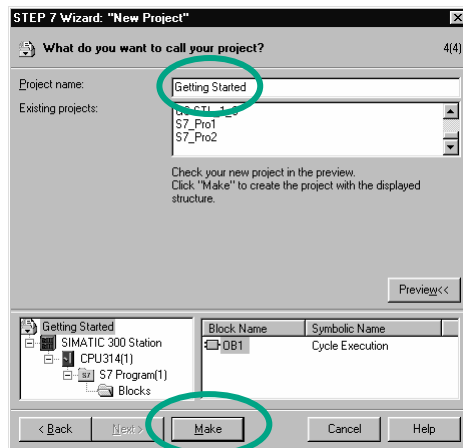 STEP 7 Wizard: "New Project"
What do you want to call your project? 4(4)
Project name: Getting Started
Existing projects:
S7_Pro1
S7_Pro2
Check your new project in the preview.
Click "Make" to create the project with the displayed
structure.
Preview<<
Getting Started
SIMATIC 300 Station
CPU314(1)
S7 Program(1)
Blocks
Block Name Symbolic Name
OB1 Cycle Execution
< Back Next > Make Cancel Help